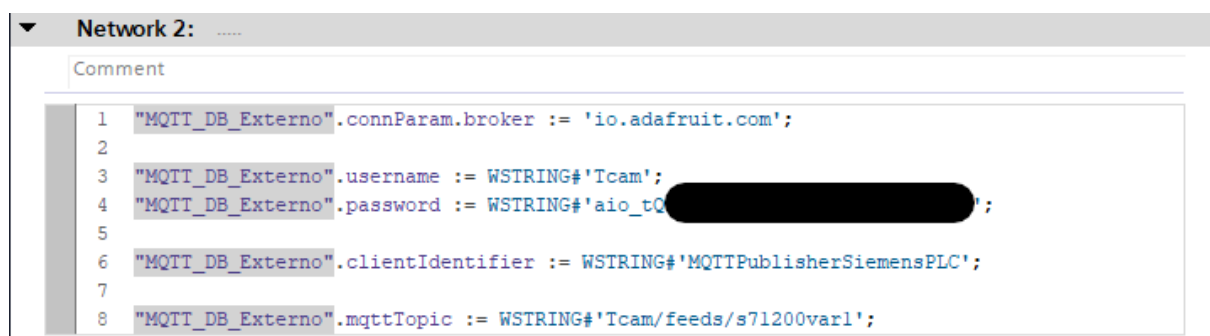 Network 2: .....
Comment
1 "MQTT_DB_Externo".connParam.broker := 'io.adafruit.com';
2
3 "MQTT_DB_Externo".username := WSTRING#'Tcam';
4 "MQTT_DB_Externo".password := WSTRING#'aio_tQ ';
5
6 "MQTT_DB_Externo".clientIdentifier := WSTRING#'MQTTPublisherSiemensPLC';
7
8 "MQTT_DB_Externo".mqttTopic := WSTRING#'Tcam/feeds/s71200var1';